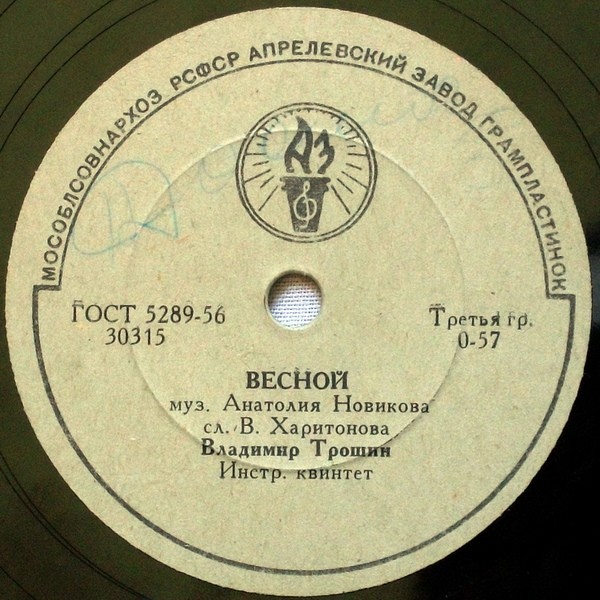 МОСОБЛСОВНАРХОЗ РСФСР АПРЕЛЕВСКИЙ ЗАВОД ГРАМПЛАСТИНОК
АЗ
ГОСТ 5289-56
30315
Третья гр.
0-57
ВЕСНОЙ
муз. Анатолия Новикова
сл. В. Харитонова
Владимир Трошин
Инстр. квинтет